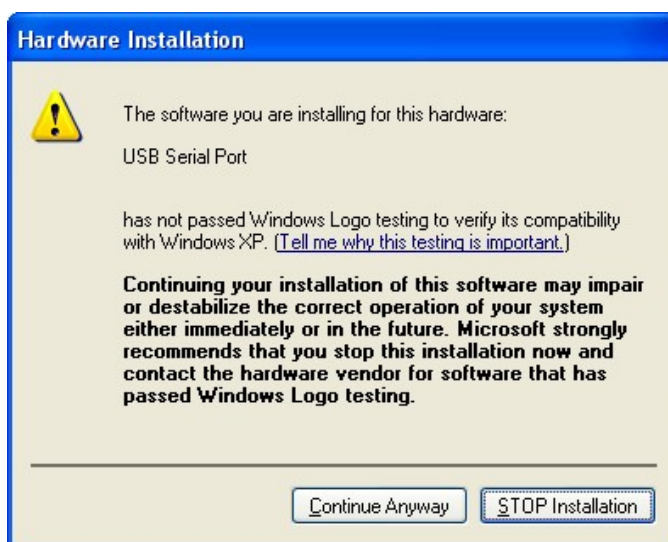 Hardware Installation
The software you are installing for this hardware:
USB Serial Port
has not passed Windows Logo testing to verify its compatibility
with Windows XP. (Tell me why this testing is important.)
Continuing your installation of this software may impair
or destabilize the correct operation of your system
either immediately or in the future. Microsoft strongly
recommends that you stop this installation now and
contact the hardware vendor for software that has
passed Windows Logo testing.
Continue Anyway
STOP Installation